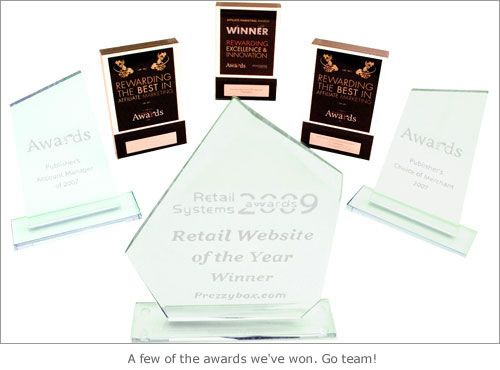 AFFILIATE MARKETING AWARDS
WINNER
REWARDING
EXCELLENCE &
INNOVATION
Awards
REWARDING
THE BEST IN
AFFILIATE MARKETING
Awards
REWARDING
THE BEST IN
AFFILIATE MARKETING
Awards
Awards
Publisher's
Account Manager
of 2007
Awards
Publisher's
Choice of Merchant
2007
Retail
Systems awards 2009
Retail Website
of the Year
Winner
Prezzybox.com
A few of the awards we've won. Go team!